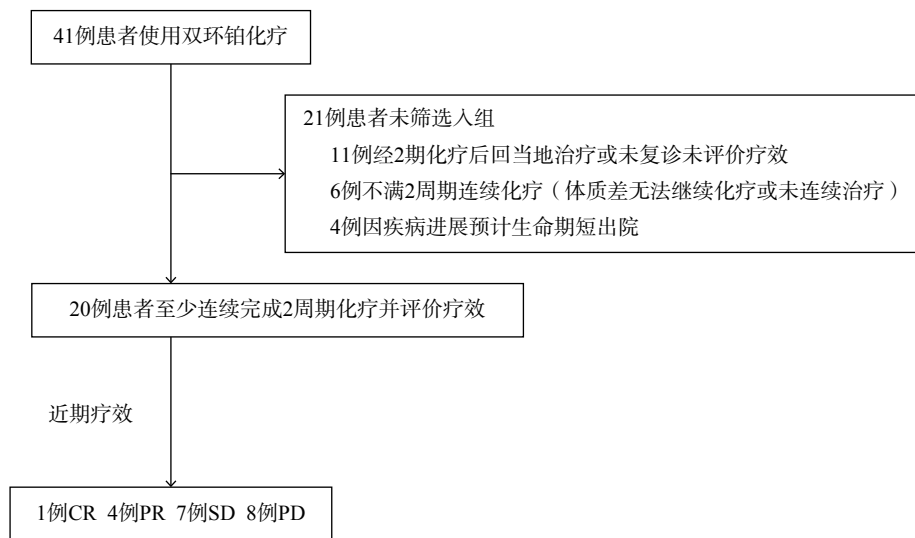 41例患者使用双环铂化疗
21例患者未筛选入组
11例经2期化疗后回当地治疗或未复诊未评价疗效
6例不满2周期连续化疗（体质差无法继续化疗或未连续治疗）
4例因疾病进展预计生命期短出院
20例患者至少连续完成2周期化疗并评价疗效
近期疗效
1例CR 4例PR 7例SD 8例PD